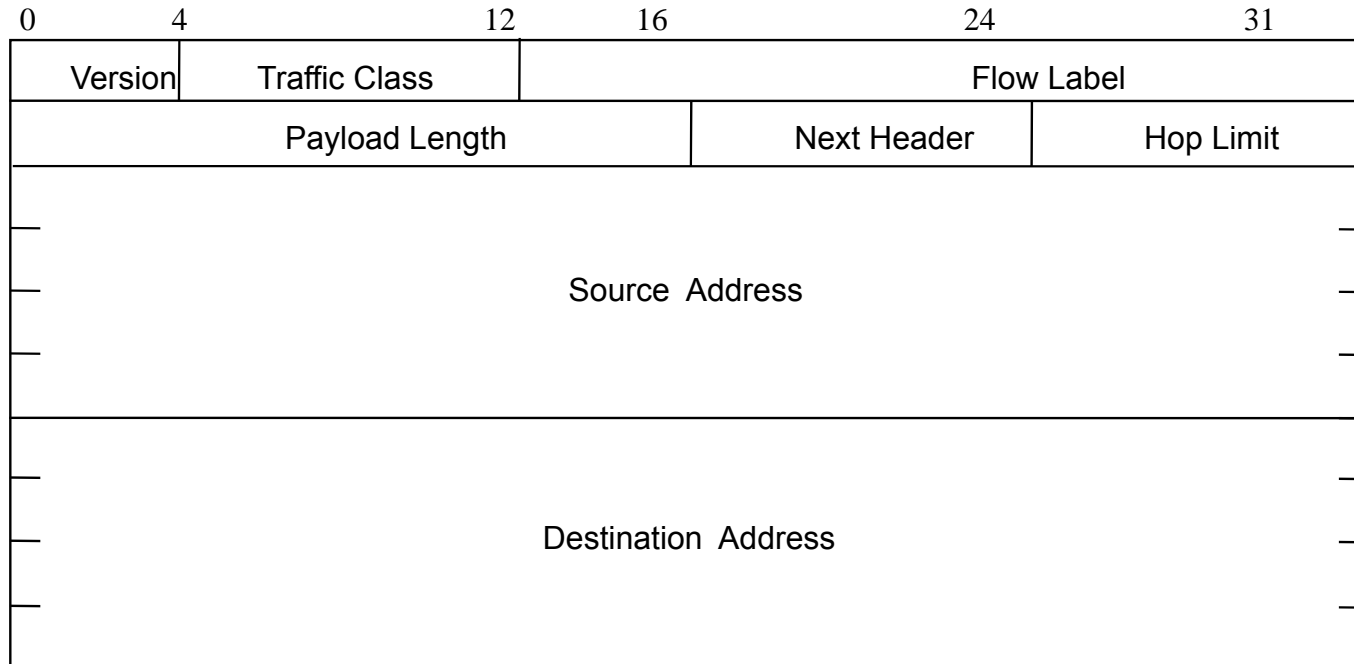 0 4 12 16 24 31
Version Traffic Class Flow Label
Payload Length Next Header Hop Limit
Source Address
Destination Address